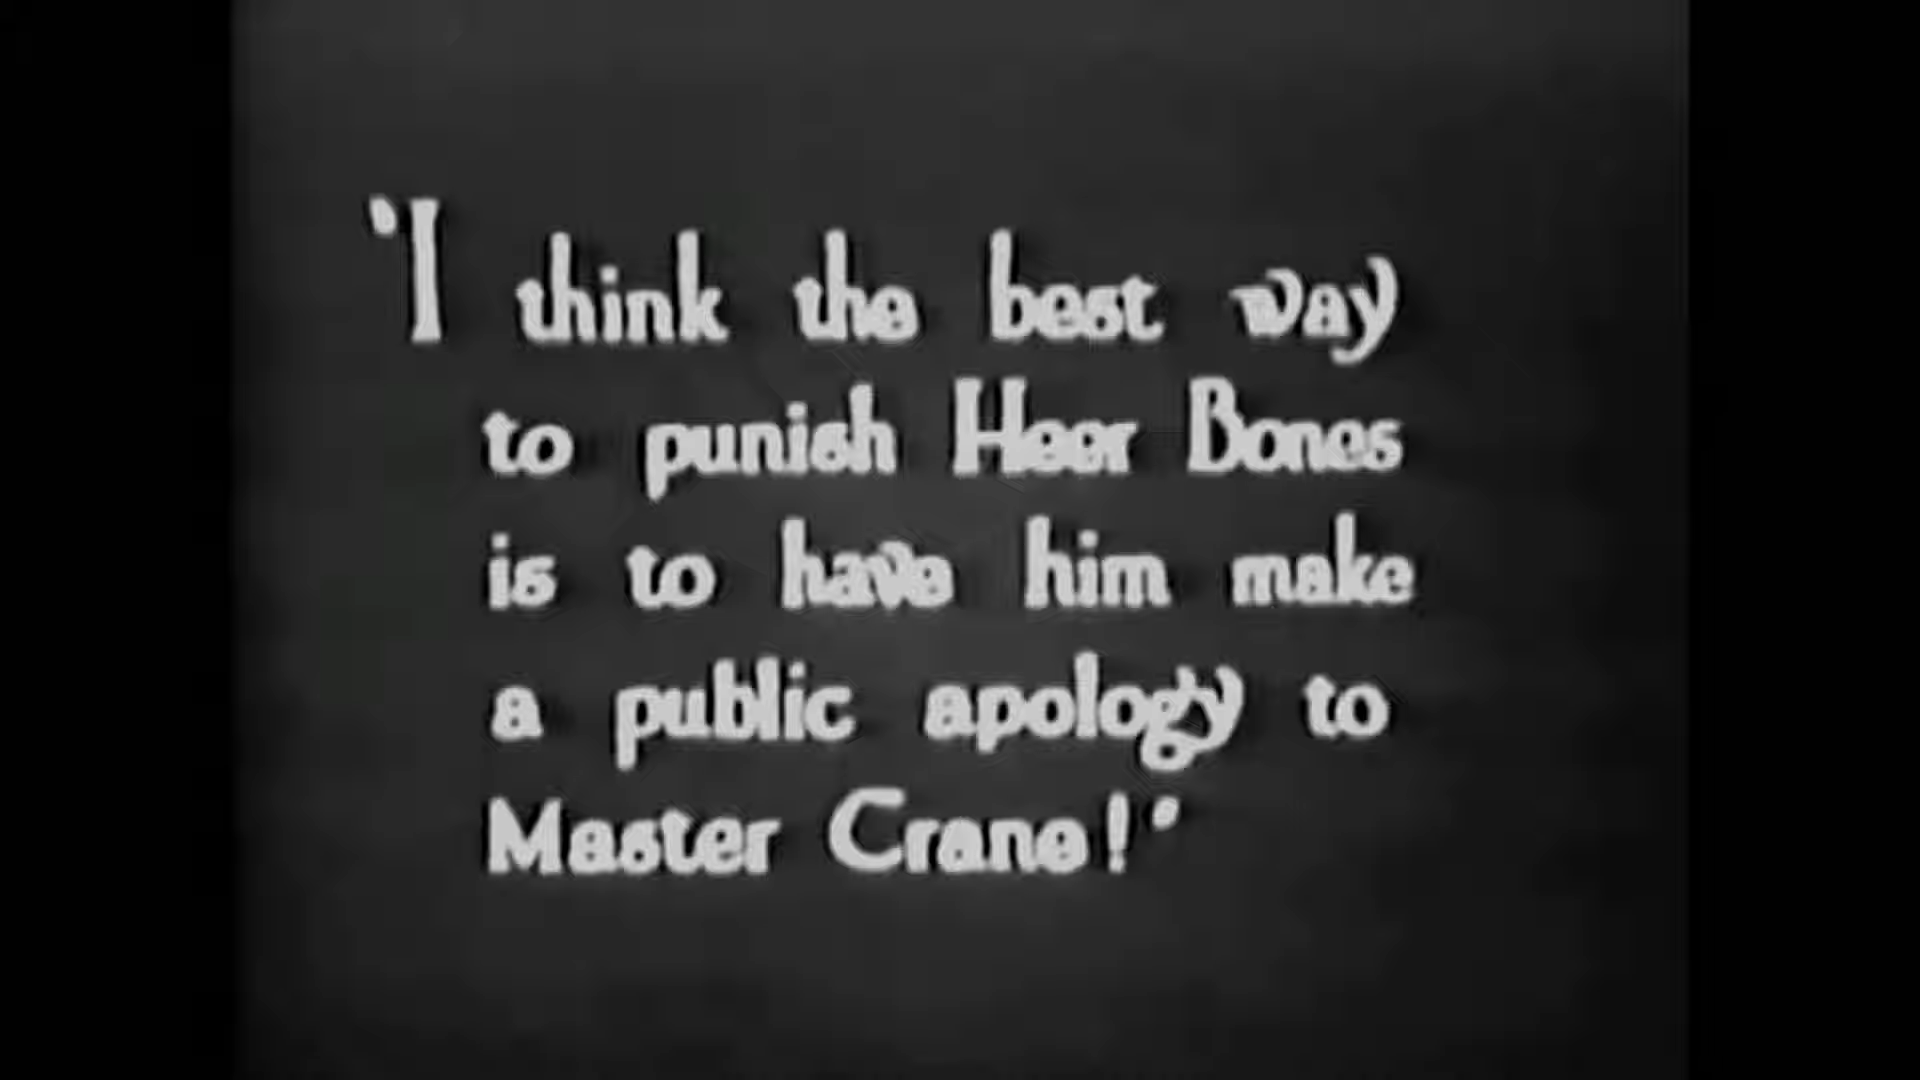 'I think the best way
to punish Heer Bones
is to have him make
a public apology to
Master Crane!'